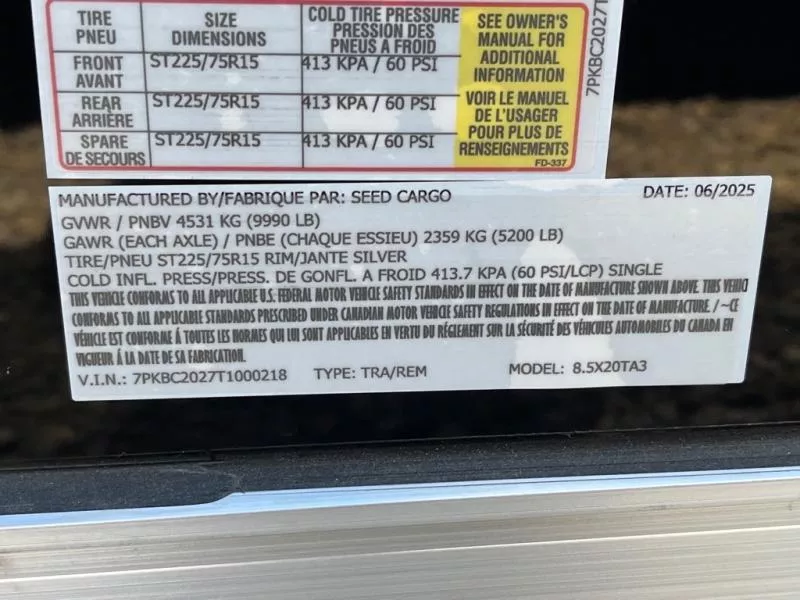 TIRE
PNEU
SIZE
DIMENSIONS
COLD TIRE PRESSURE
PRESSION DES
PNEUS A FROID
FRONT
AVANT
ST225/75R15
413 KPA / 60 PSI
REAR
ARRIÈRE
ST225/75R15
413 KPA / 60 PSI
SPARE
DE SECOURS
ST225/75R15
413 KPA / 60 PSI
SEE OWNER'S
MANUAL FOR
ADDITIONAL
INFORMATION
VOIR LE MANUEL
DE L'USAGER
POUR PLUS DE
RENSEIGNEMENTS
FD-337
7PKBC2027T
MANUFACTURED BY/FABRIQUE PAR: SEED CARGO DATE: 06/2025
GVWR / PNBV 4531 KG (9990 LB)
GAWR (EACH AXLE) / PNBE (CHAQUE ESSIEU) 2359 KG (5200 LB)
TIRE/PNEU ST225/75R15 RIM/JANTE SILVER
COLD INFL. PRESS/PRESS. DE GONFL. A FROID 413.7 KPA (60 PSI/LCP) SINGLE
THIS VEHICLE CONFORMS TO ALL APPLICABLE U.S. FEDERAL MOTOR VEHICLE SAFETY STANDARDS IN EFFECT ON THE DATE OF MANUFACTURE SHOWN ABOVE. THIS VEHIC
CONFORMS TO ALL APPLICABLE STANDARDS PRESCRIBED UNDER CANADIAN MOTOR VEHICLE SAFETY REGULATIONS IN EFFECT ON THE DATE OF MANUFACTURE. / ~CE
VÉHICLE EST CONFORME Á TOUTES LES NORMES QUI LUI SONT APPLICABLES EN VERTU DU RÉGLEMENT SUR LA SÉCURITÉ DES VÉHICULES AUTOMOBILES DU CANADA EN
VIGUEUR Á LA DATE DE SA FABRICATION.
V.I.N.: 7PKBC2027T1000218 TYPE: TRA/REM MODEL: 8.5X20TA3